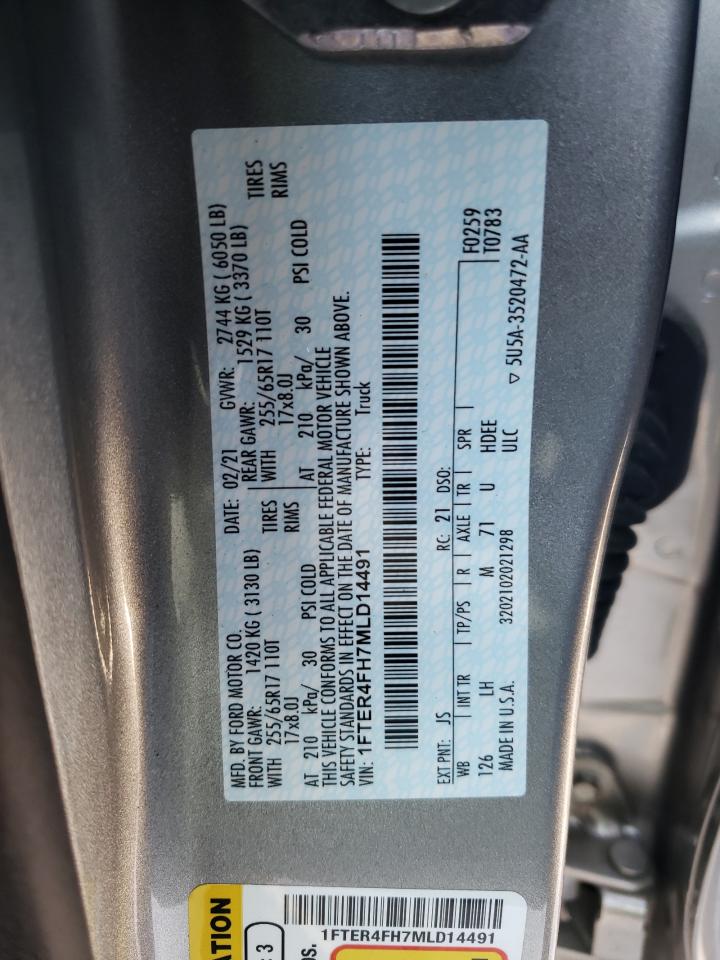 MFD. BY FORD MOTOR CO. DATE: 02/21 GVWR: 2744 KG ( 6050 LB)
FRONT GAWR: 1420 KG ( 3130 LB) REAR GAWR: 1529 KG ( 3370 LB)
WITH 255/65R17 110T TIRES WITH 255/65R17 110T TIRES
17x8.0J RIMS 17x8.0J RIMS
AT 210 kPa/ 30 PSI COLD AT 210 kPa/ 30 PSI COLD
THIS VEHICLE CONFORMS TO ALL APPLICABLE FEDERAL MOTOR VEHICLE
SAFETY STANDARDS IN EFFECT ON THE DATE OF MANUFACTURE SHOWN ABOVE.
VIN: 1FTER4FH7MLD14491 TYPE: Truck
EXT PNT: JS RC: 21 DSO: F0259
WB INT TR TP/PS R AXLE TR SPR T0783
126 LH M 71 U HDEE
MADE IN U.S.A. 3202102021298 ULC ▽ 5U5A-3520472-AA
ATION
1FTER4FH7MLD14491
: 3
os.